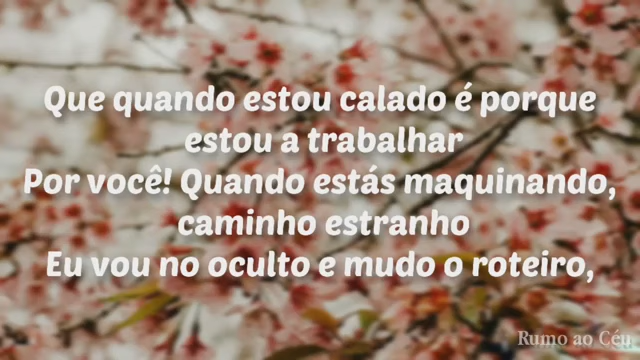 Que quando estou calado é porque
estou a trabalhar
Por você! Quando estás maquinando,
caminho estranho
Eu vou no oculto e mudo o roteiro,
Rumo ao Céu